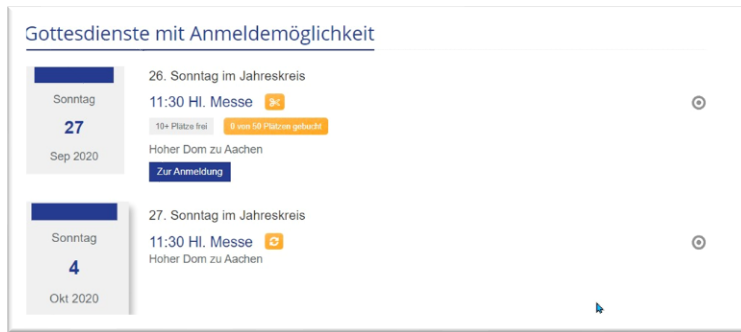 Gottesdienste mit Anmeldemöglichkeit
Sonntag
27
Sep 2020
26. Sonntag im Jahreskreis
11:30 Hl. Messe
10+ Plätze frei
0 von 50 Plätzen gebucht
Hoher Dom zu Aachen
Zur Anmeldung
Sonntag
4
Okt 2020
27. Sonntag im Jahreskreis
11:30 Hl. Messe
Hoher Dom zu Aachen